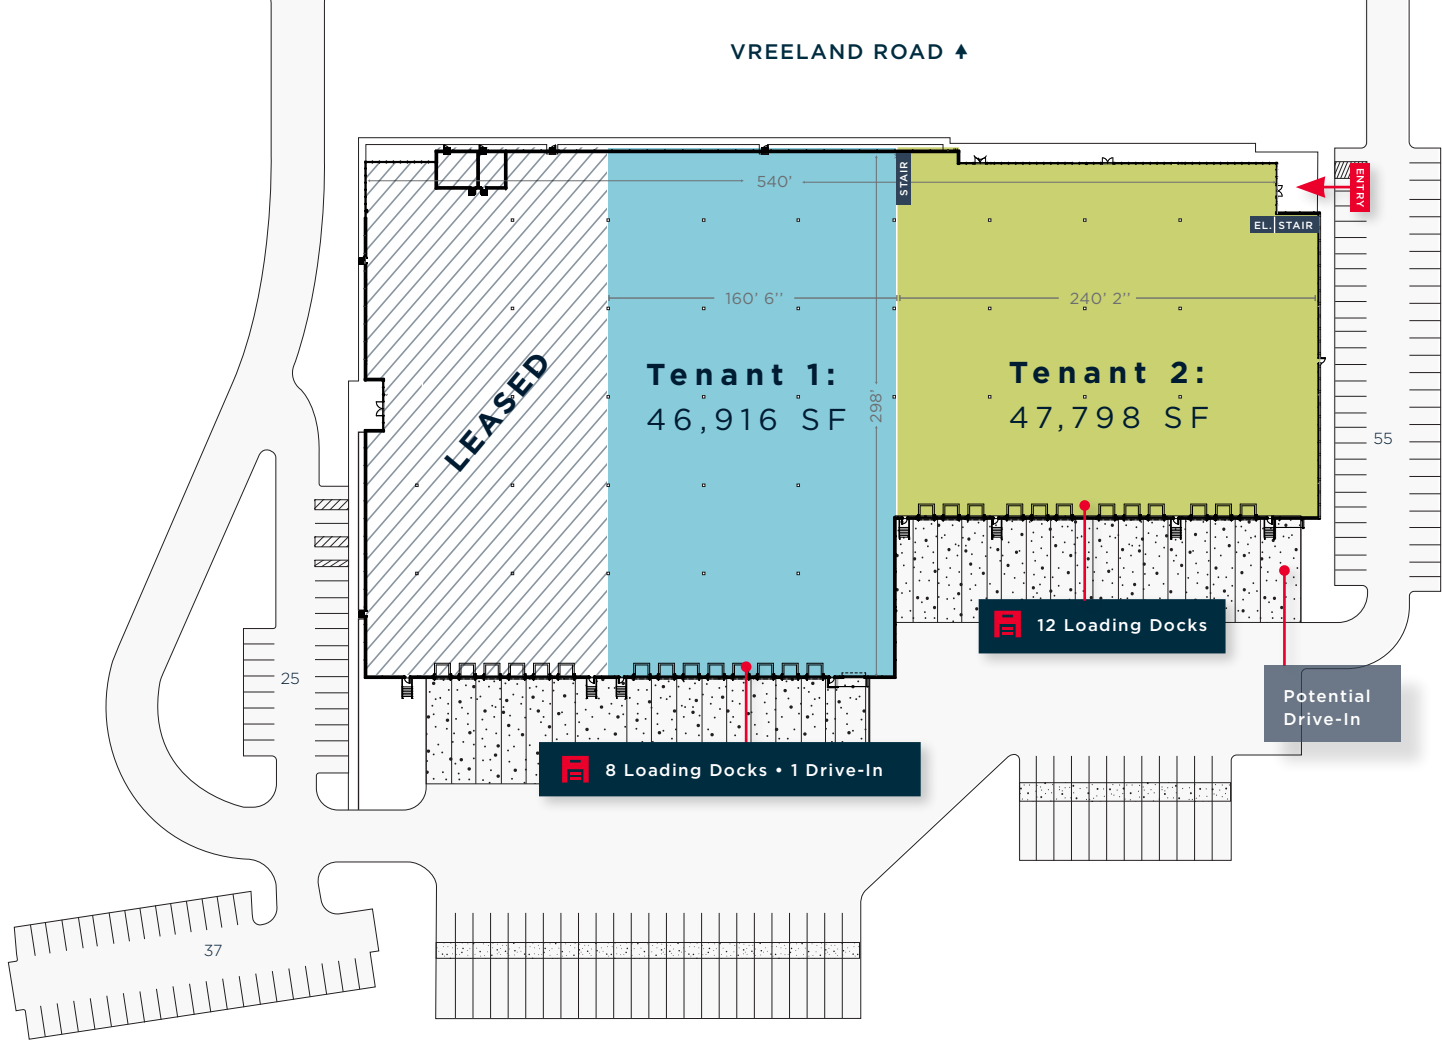 VREELAND ROAD
540'
STAIR
ENTRY
EL. STAIR
160' 6''
240' 2''
LEASED
Tenant 1:
46,916 SF
298'
Tenant 2:
47,798 SF
55
12 Loading Docks
25
Potential
Drive-In
8 Loading Docks • 1 Drive-In
37